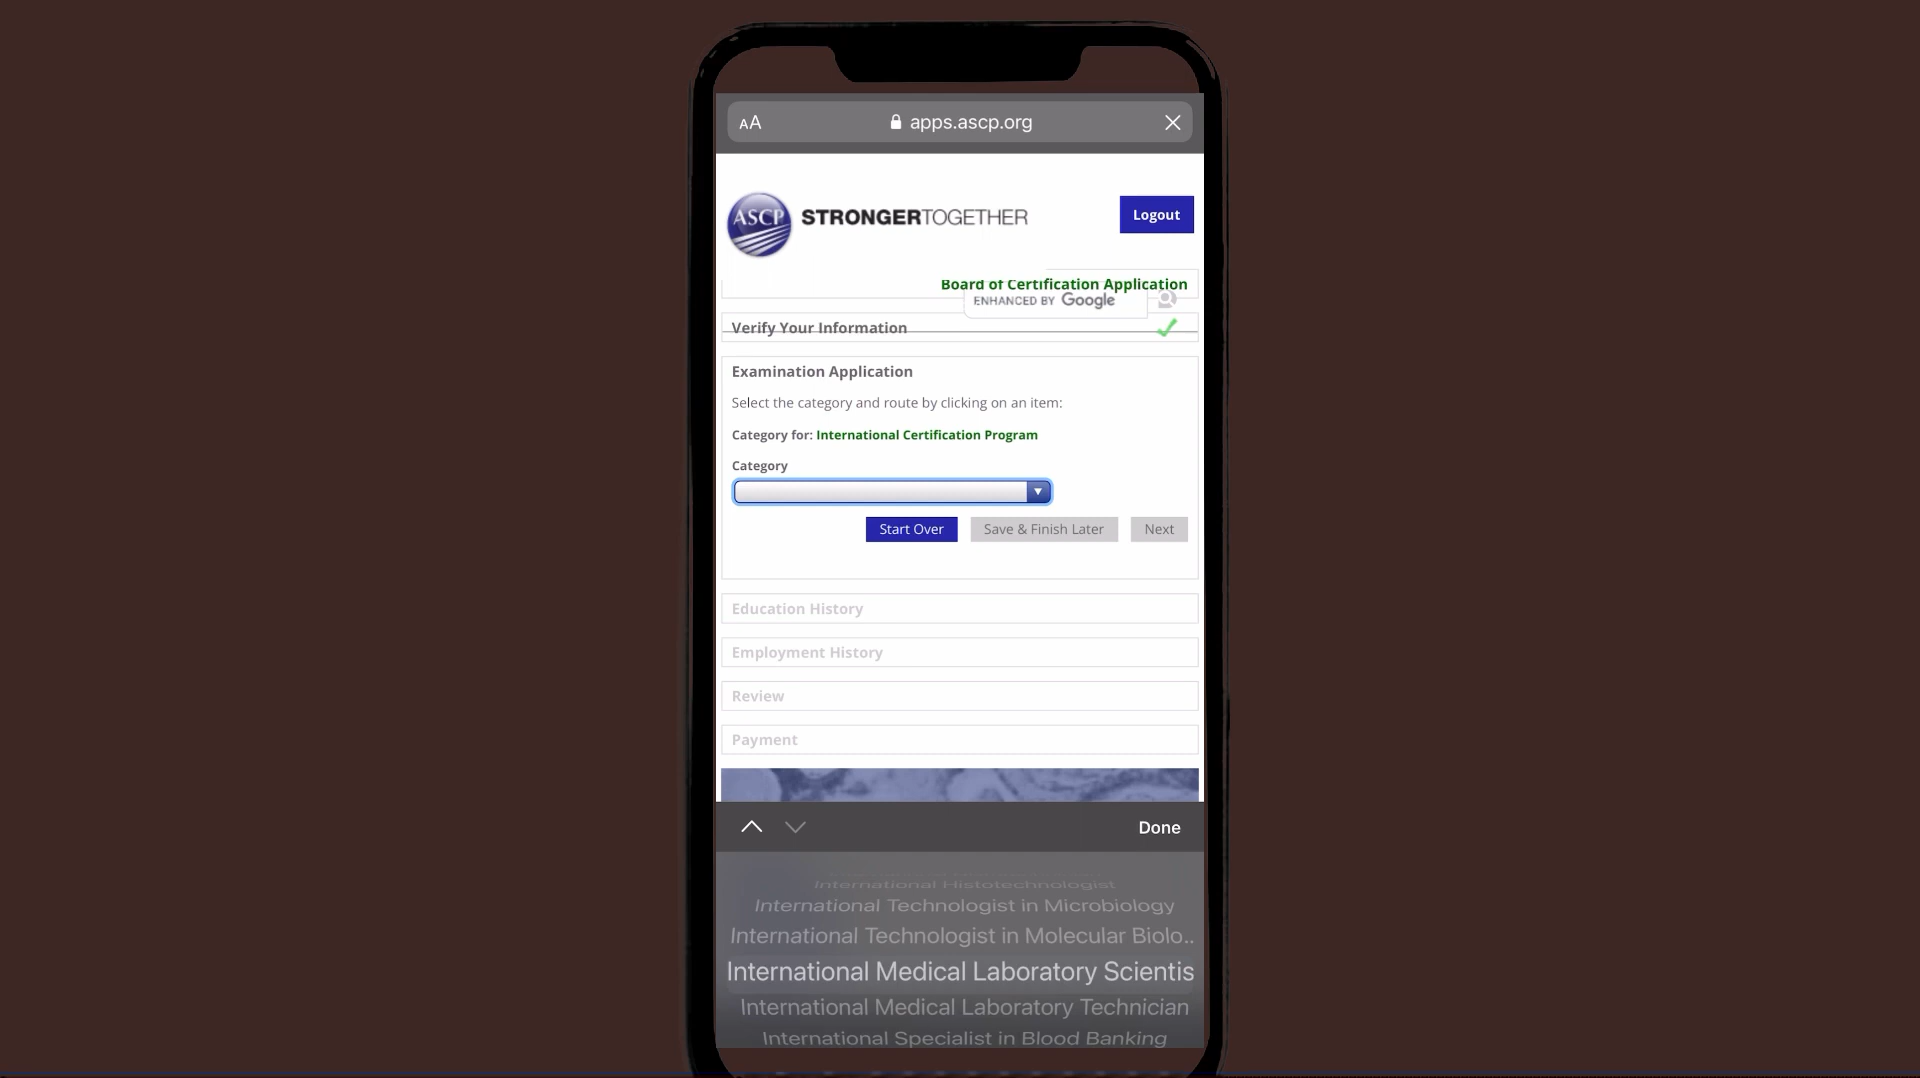 AA apps.ascp.org
ASCP STRONGERTOGETHER
Logout
Board of Certification Application
ENHANCED BY Google
Verify Your Information
Examination Application
Select the category and route by clicking on an item:
Category for: International Certification Program
Category
Start Over Save & Finish Later Next
Education History
Employment History
Review
Payment
Done
International Histotechnologist
International Technologist in Microbiology
International Technologist in Molecular Biolo..
International Medical Laboratory Scientis
International Medical Laboratory Technician
International Specialist in Blood Banking